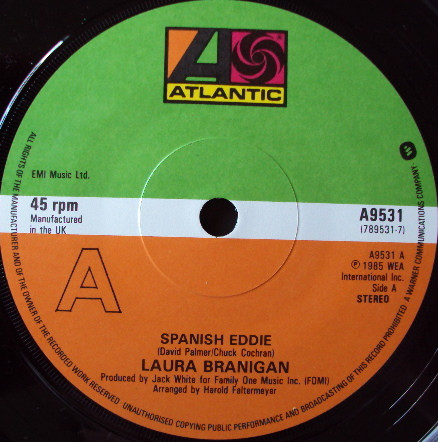 ATLANTIC
EMI Music Ltd.
45 rpm
Manufactured
in the UK
A9531
(789531-7)
A
A9531 A
℗ 1985 WEA
International Inc.
Side A
STEREO
SPANISH EDDIE
(David Palmer/Chuck Cochran)
LAURA BRANIGAN
Produced by Jack White for Family One Music Inc. (FOMI)
Arranged by Harold Faltermeyar
ALL RIGHTS OF THE MANUFACTURER AND OF THE OWNER OF THE RECORDED WORK RESERVED UNAUTHORISED COPYING PUBLIC PERFORMANCE AND BROADCASTING OF THIS RECORD PROHIBITED A WARNER COMMUNICATIONS COMPANY